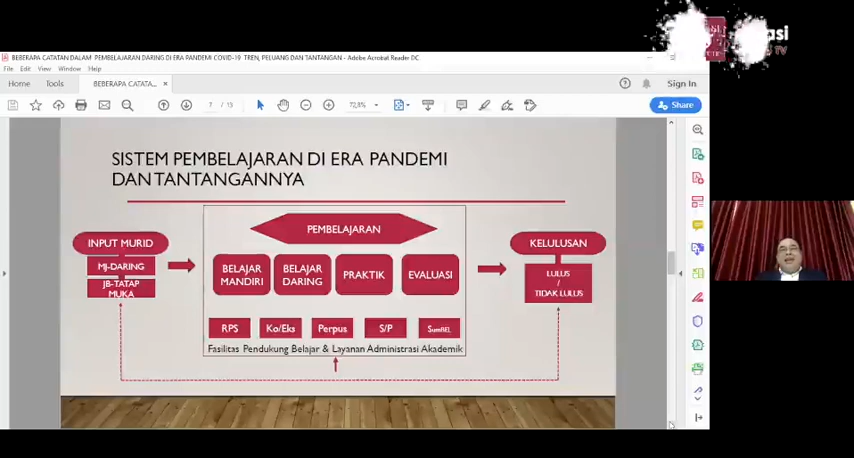 BEBERAPA CATATAN DALAM PEMBELAJARAN DARING DI ERA PANDEMI COVID-19 TREN, PELUANG DAN TANTANGAN - Adobe Acrobat Reader DC
File Edit View Window Help
Home Tools BEBERAPA CATATA... × Sign In
7 / 13 72,8% Share
SISTEM PEMBELAJARAN DI ERA PANDEMI
DAN TANTANGANNYA
PEMBELAJARAN
INPUT MURID
MJ-DARING
JB-TATAP
MUKA
BELAJAR
MANDIRI
BELAJAR
DARING
PRAKTIK
EVALUASI
KELULUSAN
LULUS
/
TIDAK LULUS
RPS Ko/Eks Perpus S/P SumBEL
Fasilitas Pendukung Belajar & Layanan Administrasi Akademik
TV